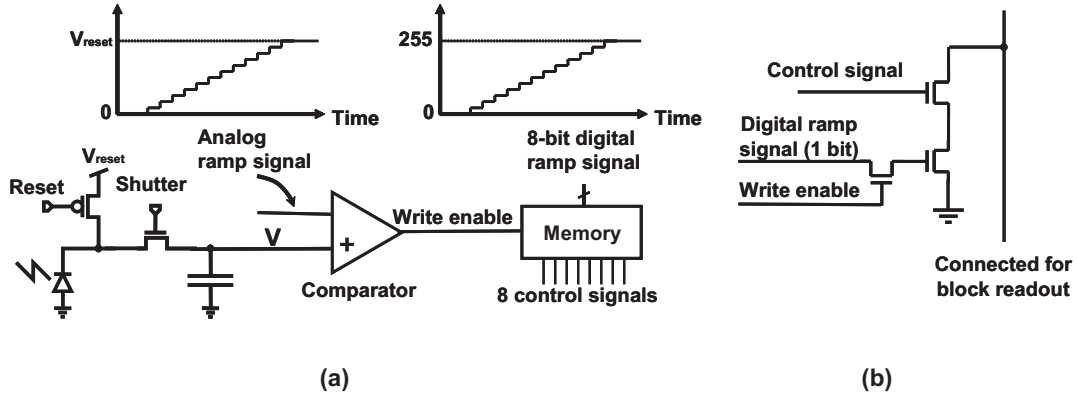 Vreset
0
Time
255
0
Time
Analog
ramp signal
8-bit digital
ramp signal
Vreset
Reset
Shutter
V
+
Comparator
Write enable
Memory
8 control signals
(a)
Control signal
Digital ramp
signal (1 bit)
Write enable
Connected for
block readout
(b)